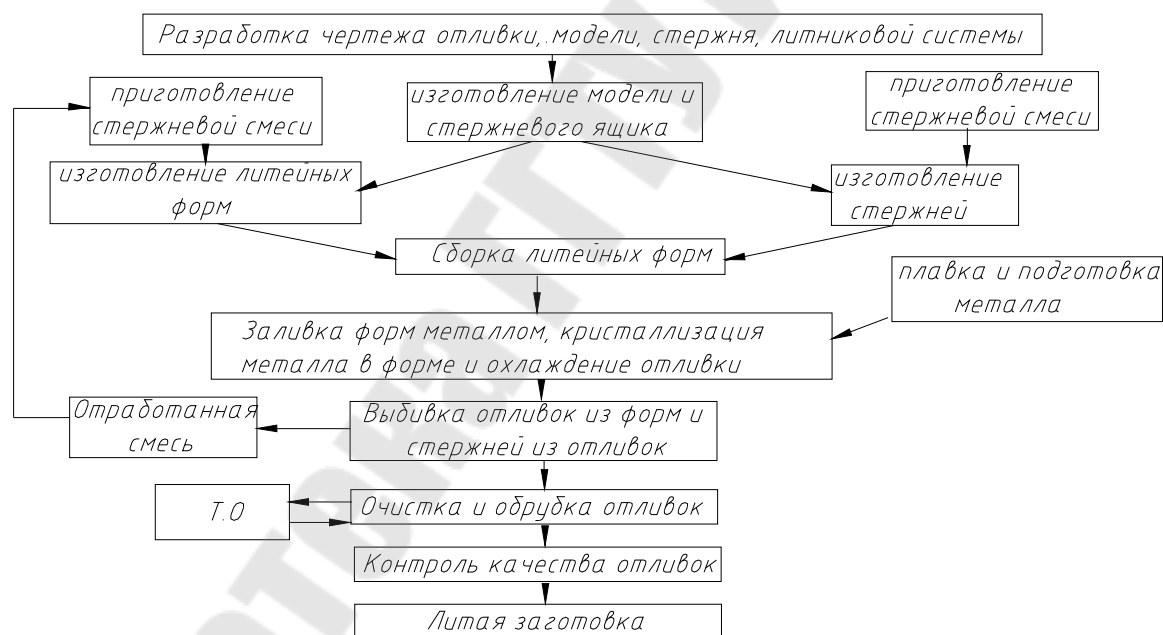 Разработка чертежа отливки, модели, стержня, литниковой системы
приготовление
стержневой смеси
изготовление модели и
стержневого ящика
приготовление
стержневой смеси
изготовление литейных
форм
изготовление
стержней
Сборка литейных форм
плавка и подготовка
металла
Заливка форм металлом, кристаллизация
металла в форме и охлаждение отливки
Отработанная
смесь
Выбивка отливок из форм и
стержней из отливок
Т.О
Очистка и обрубка отливок
Контроль качества отливок
Литая заготовка